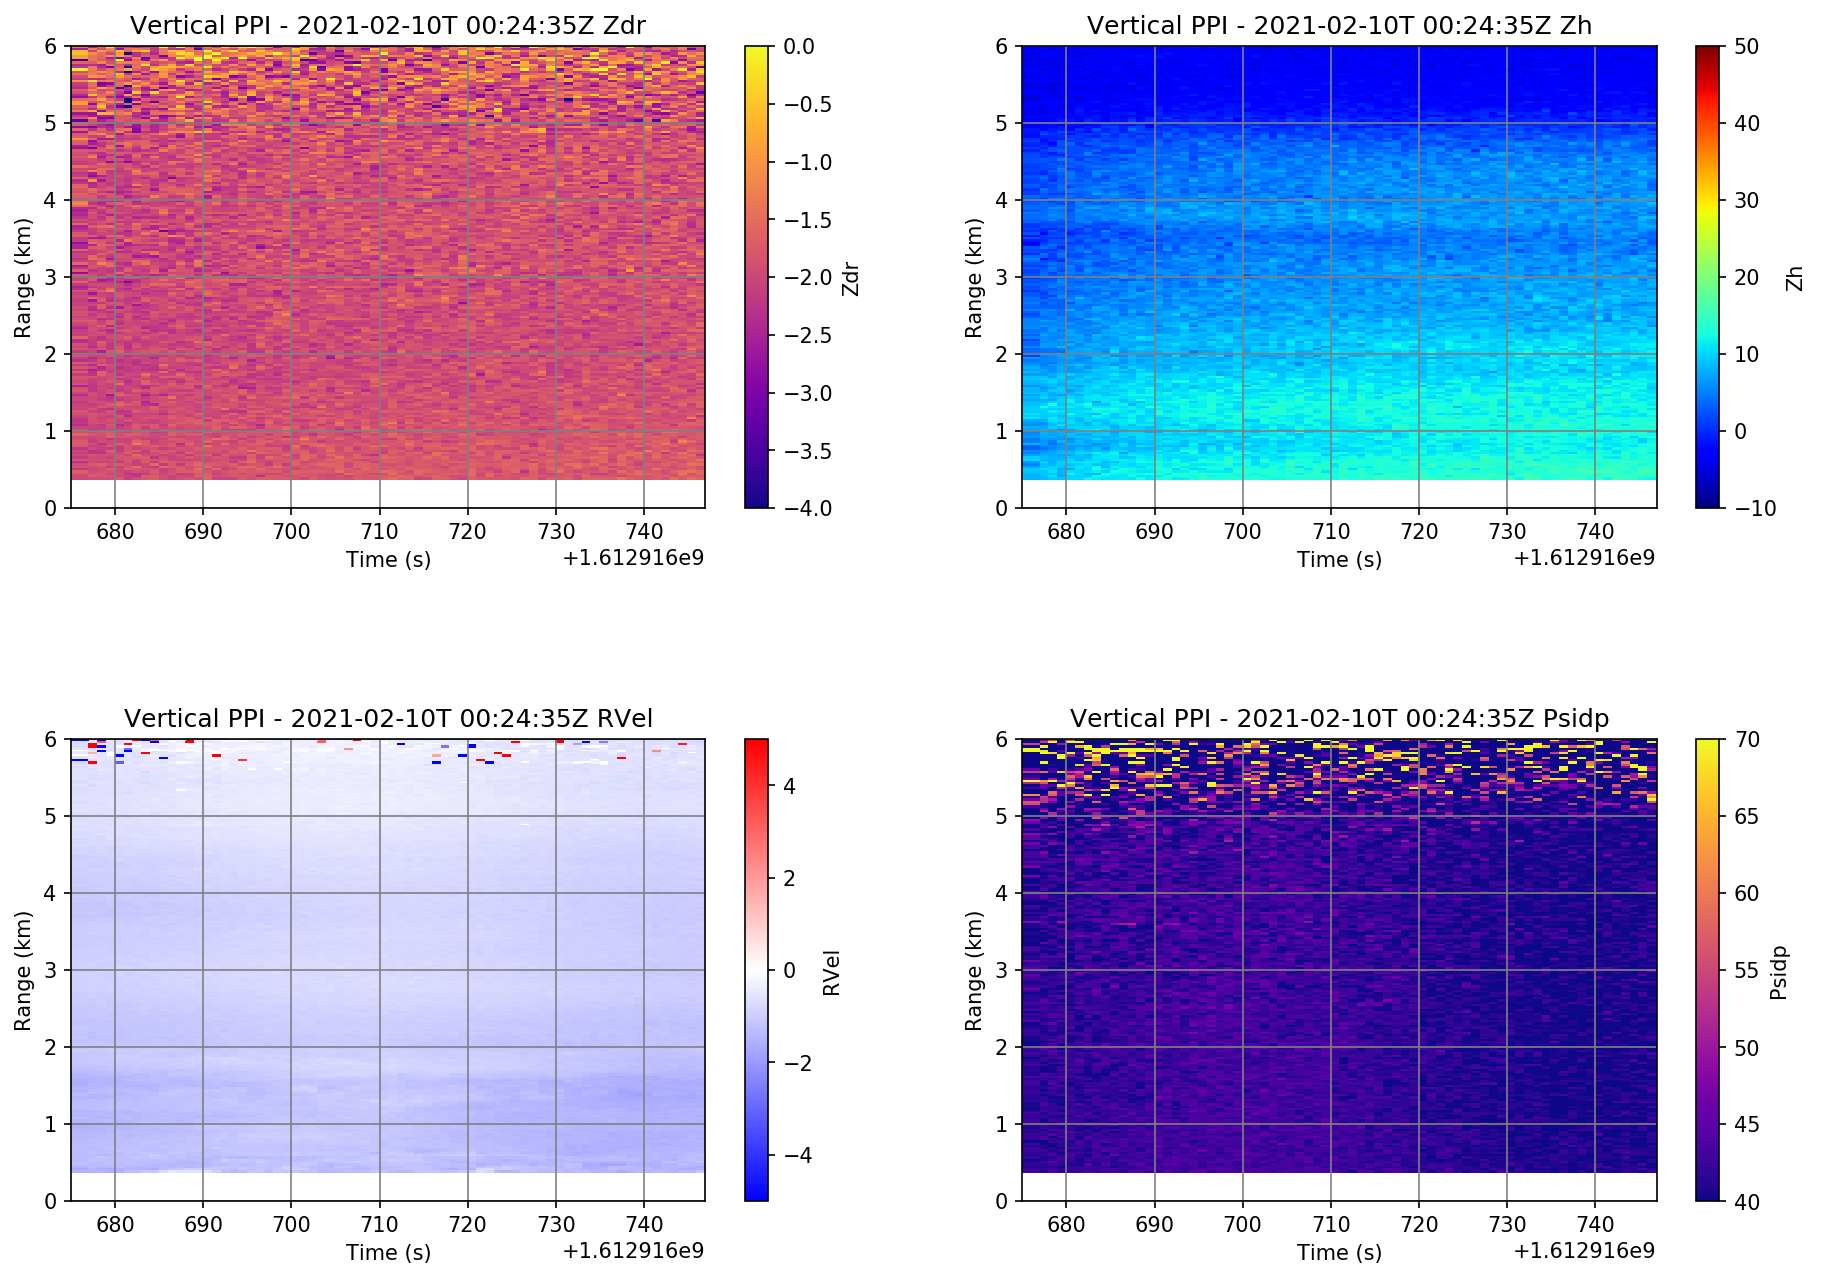 Vertical PPI - 2021-02-10T 00:24:35Z Zdr
6
5
4
3
2
1
0
Range (km)
680 690 700 710 720 730 740
Time (s)
+1.612916e9
0.0
−0.5
−1.0
−1.5
−2.0
−2.5
−3.0
−3.5
−4.0
Zdr
Vertical PPI - 2021-02-10T 00:24:35Z Zh
6
5
4
3
2
1
0
Range (km)
680 690 700 710 720 730 740
Time (s)
+1.612916e9
50
40
30
20
10
0
−10
Zh
Vertical PPI - 2021-02-10T 00:24:35Z RVel
6
5
4
3
2
1
0
Range (km)
680 690 700 710 720 730 740
Time (s)
+1.612916e9
4
2
0
−2
−4
RVel
Vertical PPI - 2021-02-10T 00:24:35Z Psidp
6
5
4
3
2
1
0
Range (km)
680 690 700 710 720 730 740
Time (s)
+1.612916e9
70
65
60
55
50
45
40
Psidp